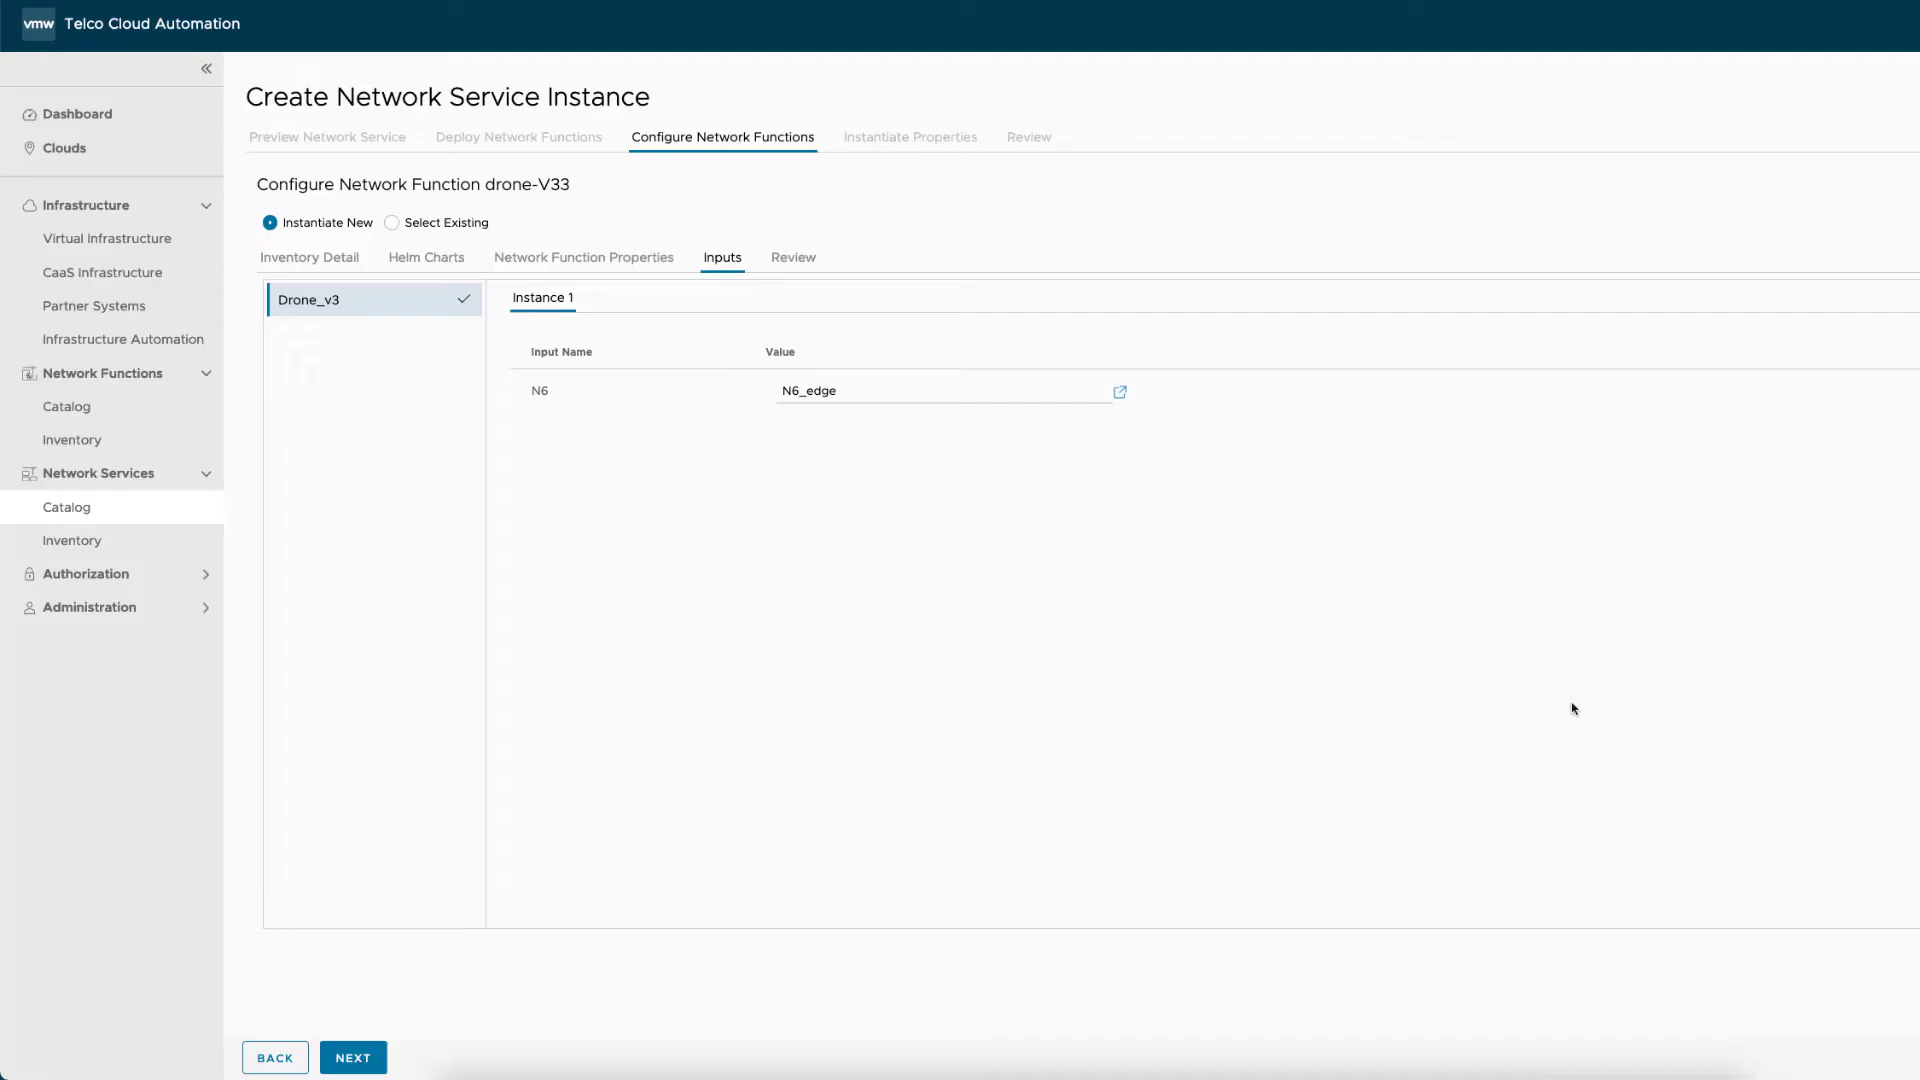 vmw Telco Cloud Automation
Dashboard
Clouds
Infrastructure
Virtual Infrastructure
CaaS Infrastructure
Partner Systems
Infrastructure Automation
Network Functions
Catalog
Inventory
Network Services
Catalog
Inventory
Authorization
Administration
Create Network Service Instance
Preview Network Service Deploy Network Functions Configure Network Functions Instantiate Properties Review
Configure Network Function drone-V33
Instantiate New Select Existing
Inventory Detail Helm Charts Network Function Properties Inputs Review
Drone_v3
Instance 1
Input Name Value
N6 N6_edge
BACK NEXT